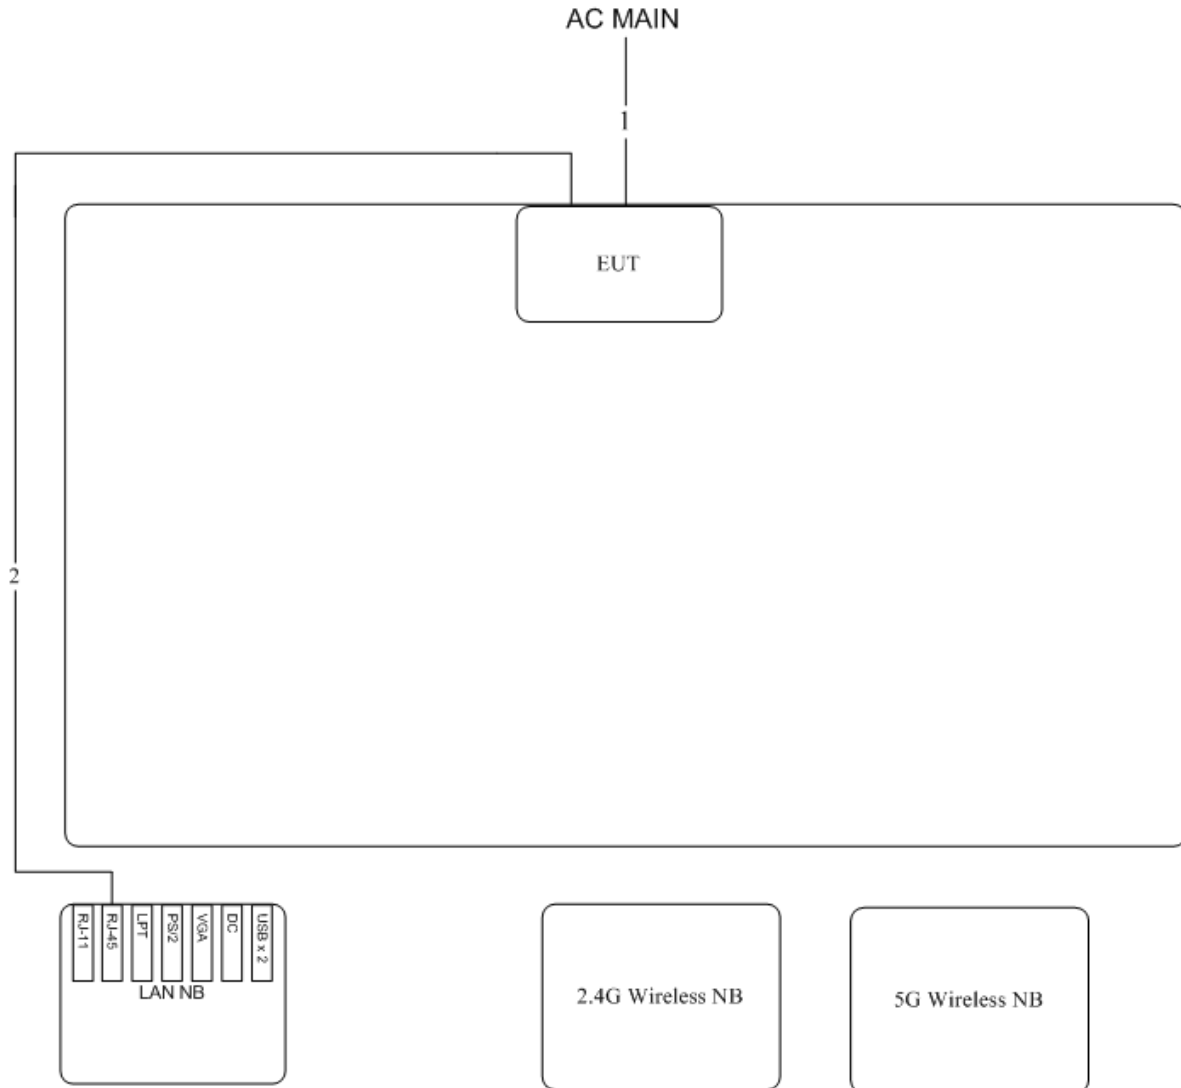 AC MAIN
1
EUT
2
RJ-11
RJ-45
LPT
PS/2
VGA
DC
USB x 2
LAN NB
2.4G Wireless NB
5G Wireless NB